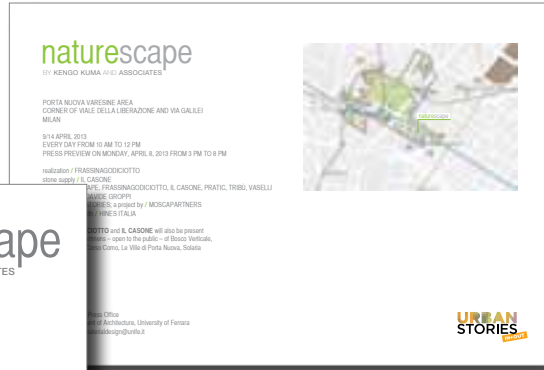 naturescape
BY KENGO KUMA AND ASSOCIATES
PORTA NUOVA VARESINE AREA
CORNER OF VIALE DELLA LIBERAZIONE AND VIA GALILEI
MILAN
9/14 APRIL 2013
EVERY DAY FROM 10 AM TO 12 PM
PRESS PREVIEW ON MONDAY, APRIL 8, 2013 FROM 3 PM TO 8 PM
realization / FRASSINAGODICIOTTO
stone supply / IL CASONE
APE, FRASSINAGODICIOTTO, IL CASONE, PRATIC, TRIBÙ, VASELLI
DAVIDE GROPPI
a project by / MOSCAPARTNERS
/ HINES ITALIA
and IL CASONE will also be present
– open to the public – of Bosco Verticale,
Corso Como, Le Ville di Porta Nuova, Solaria
Press Office
of Architecture, University of Ferrara
naturescape
ape
TES
URBAN
STORIES
IN+OUT